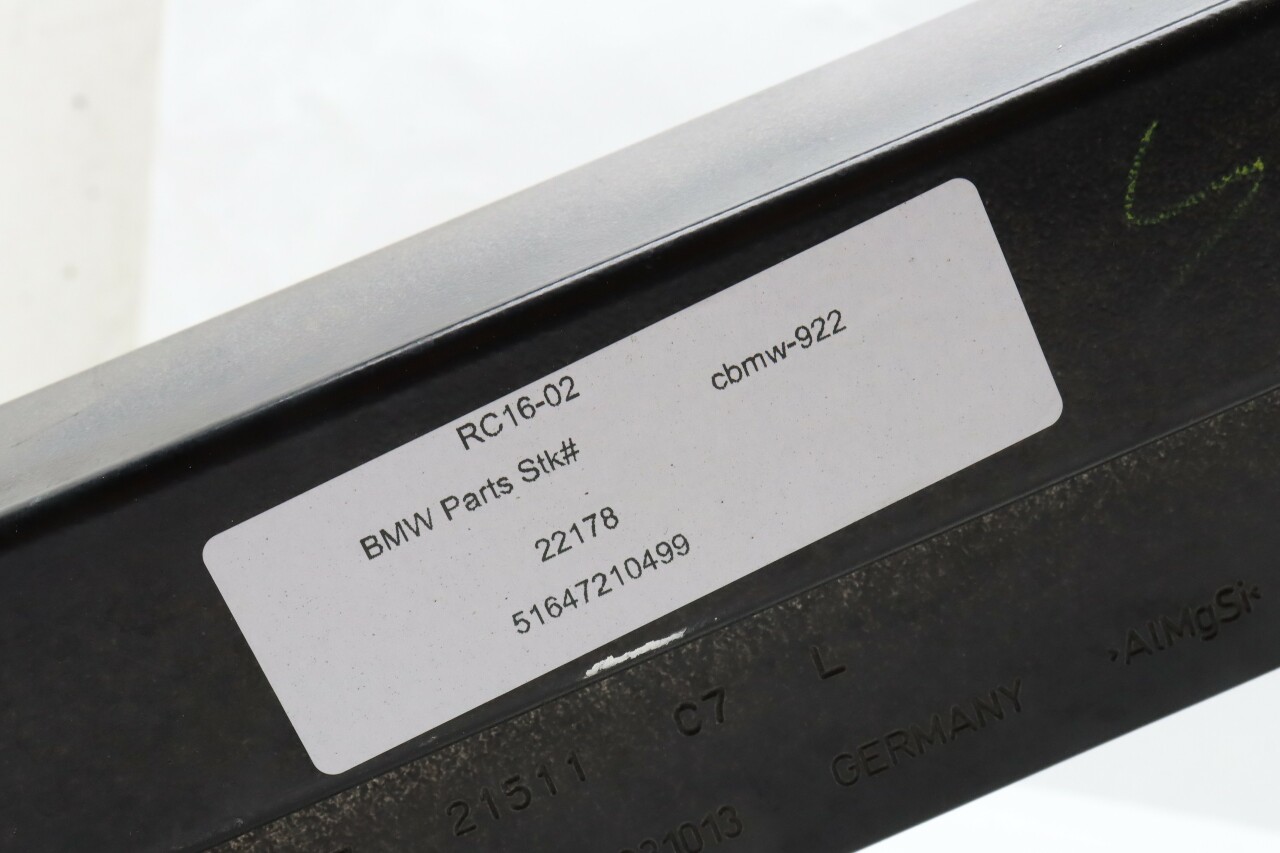 RC16-02 cbmw-922
BMW Parts Stk#
22178
51647210499
21511 C7 L
GERMANY >AlMgSi<